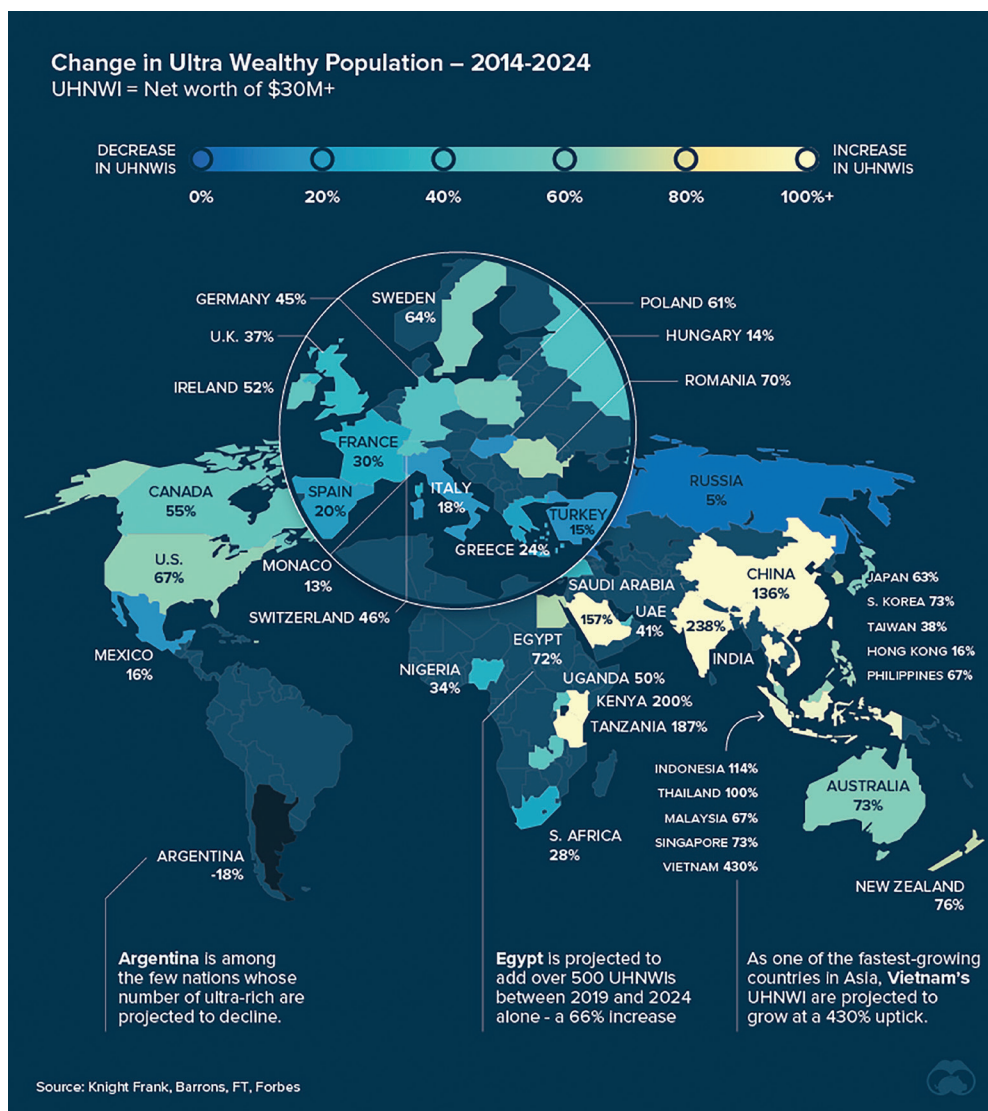 Change in Ultra Wealthy Population – 2014-2024
UHNWI = Net worth of $30M+
DECREASE
IN UHNWIs
INCREASE
IN UHNWIs
0%
20%
40%
60%
80%
100%+
GERMANY 45%
SWEDEN
64%
POLAND 61%
U.K. 37%
HUNGARY 14%
IRELAND 52%
ROMANIA 70%
FRANCE
30%
SPAIN
20%
ITALY
18%
TURKEY
15%
GREECE 24%
MONACO
13%
SWITZERLAND 46%
CANADA
55%
U.S.
67%
MEXICO
16%
RUSSIA
5%
CHINA
136%
SAUDI ARABIA
157%
UAE
41%
238%
INDIA
EGYPT
72%
NIGERIA
34%
UGANDA 50%
KENYA 200%
TANZANIA 187%
JAPAN 63%
S. KOREA 73%
TAIWAN 38%
HONG KONG 16%
PHILIPPINES 67%
INDONESIA 114%
THAILAND 100%
MALAYSIA 67%
SINGAPORE 73%
VIETNAM 430%
AUSTRALIA
73%
S. AFRICA
28%
ARGENTINA
-18%
NEW ZEALAND
76%
Argentina is among
the few nations whose
number of ultra-rich are
projected to decline.
Egypt is projected to
add over 500 UHNWIs
between 2019 and 2024
alone - a 66% increase
As one of the fastest-growing
countries in Asia, Vietnam's
UHNWI are projected to
grow at a 430% uptick.
Source: Knight Frank, Barrons, FT, Forbes